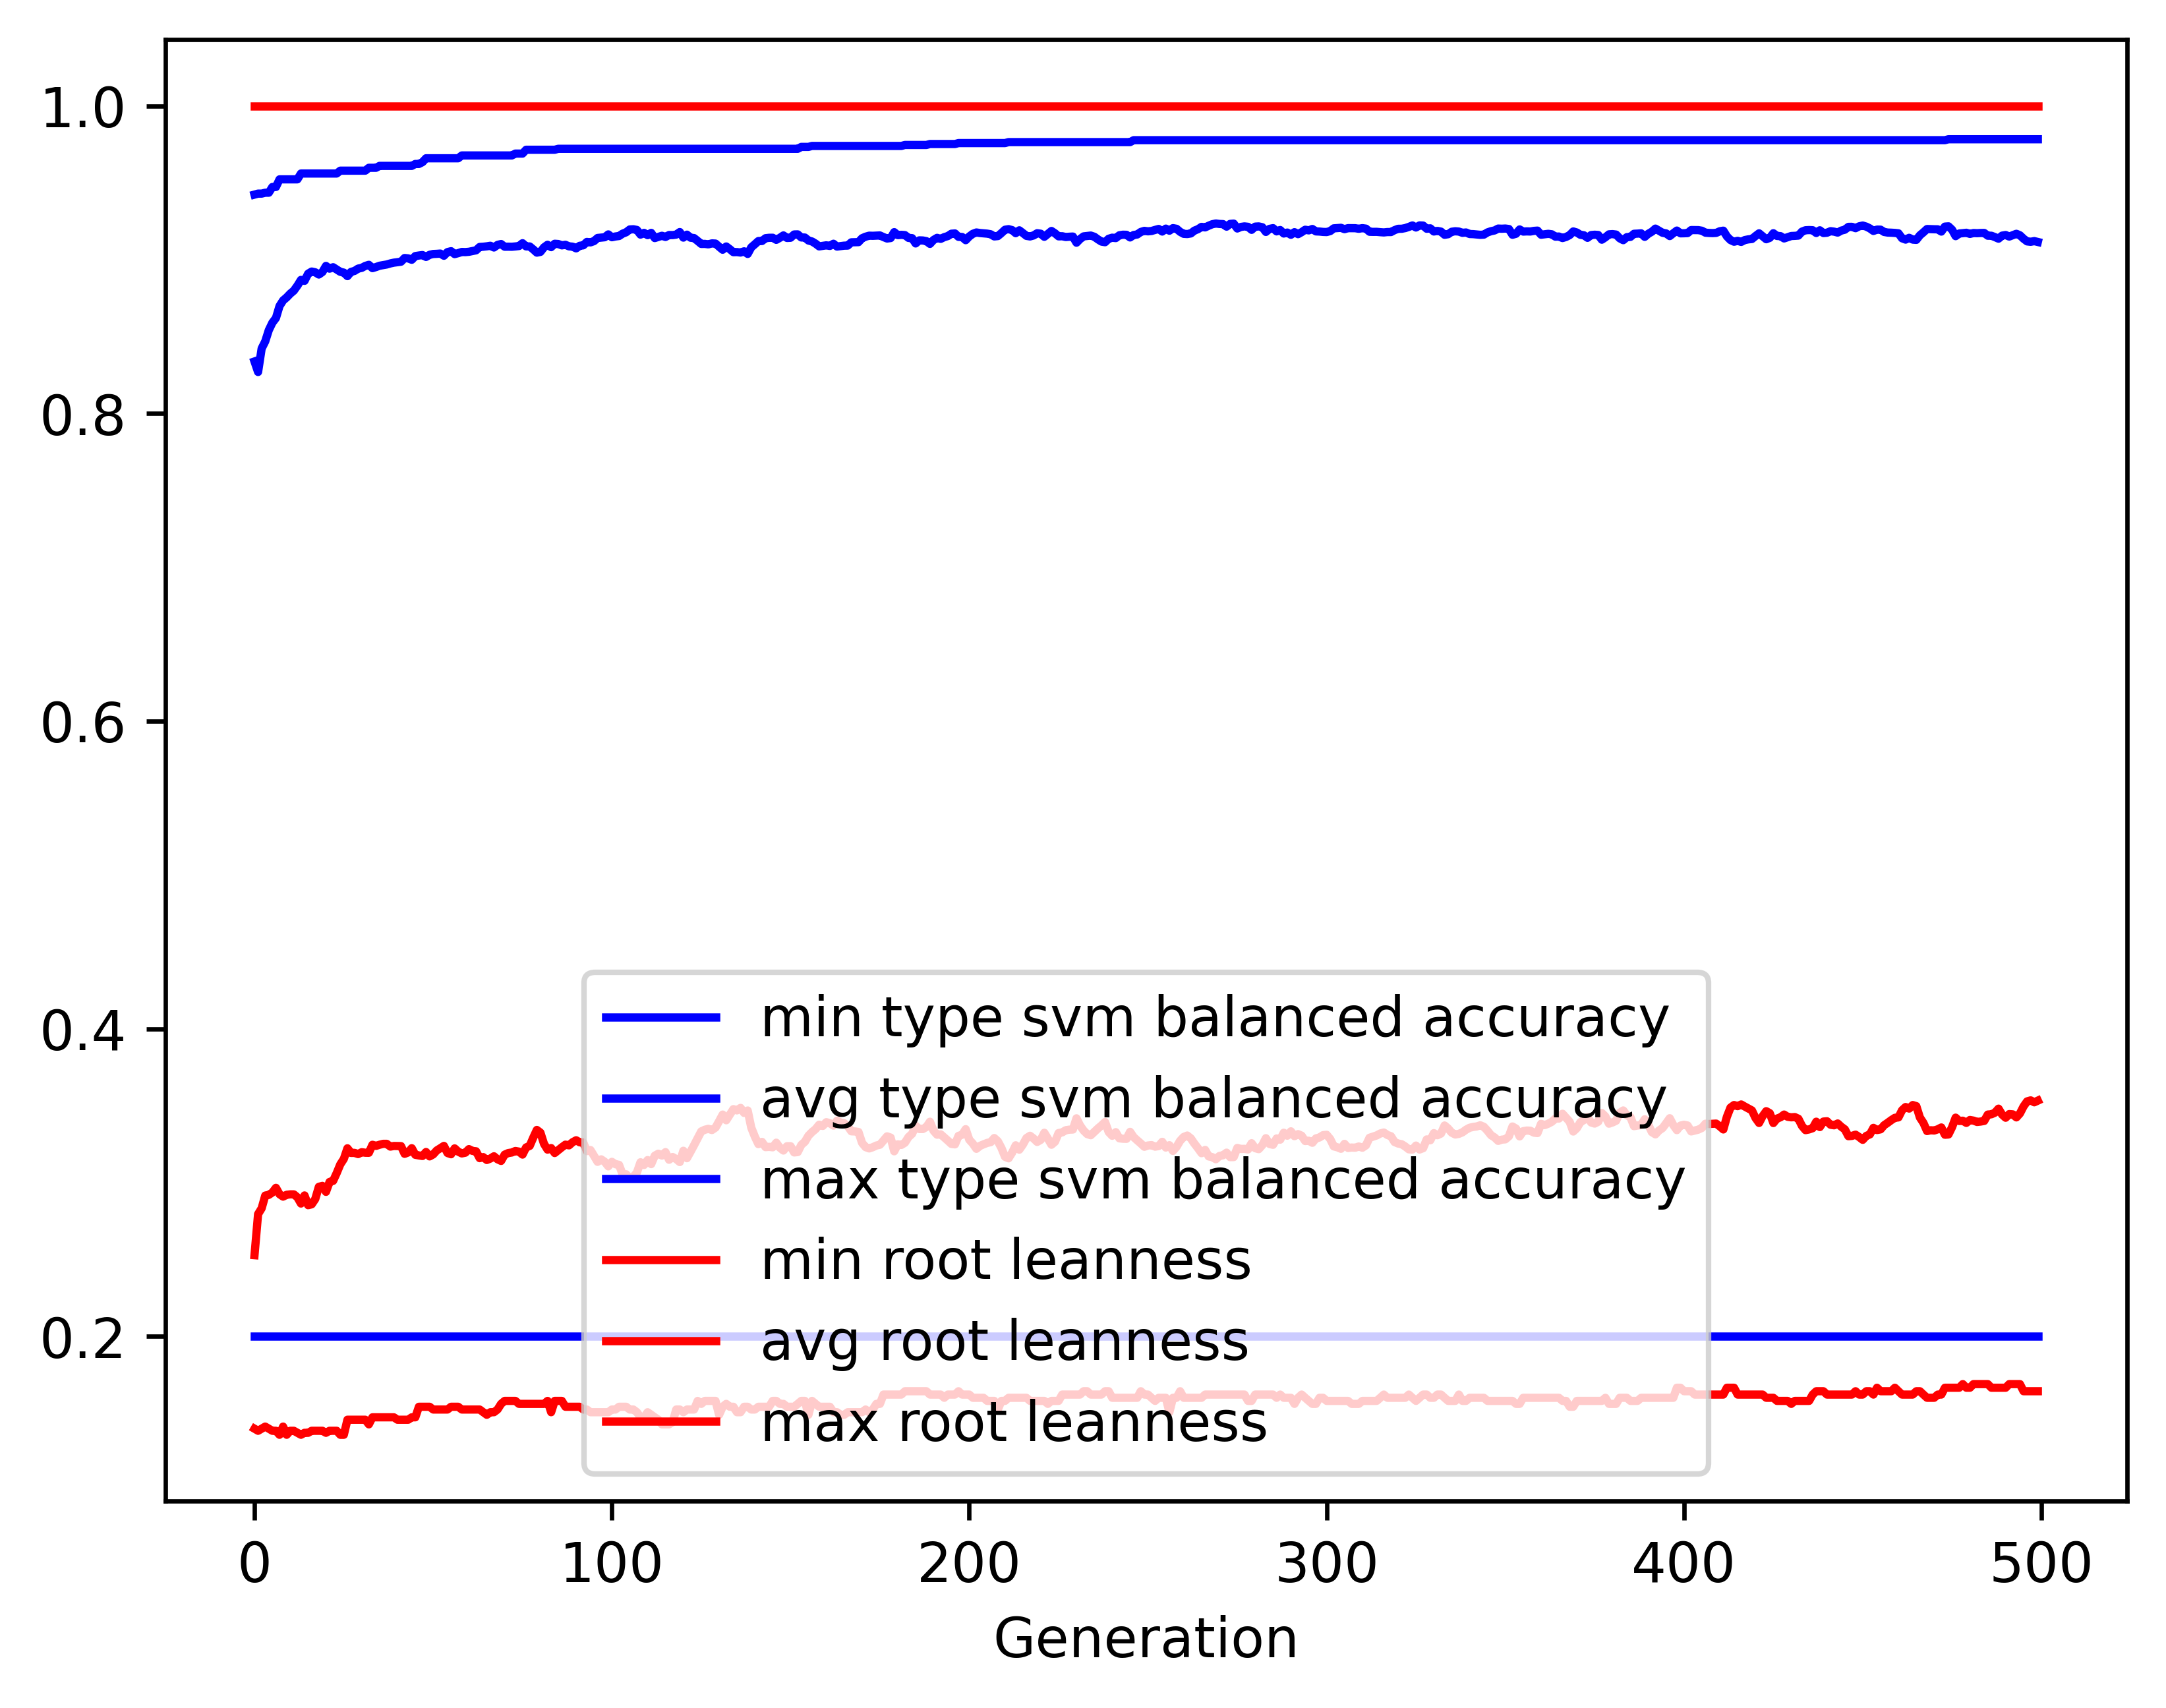 1.0
0.8
0.6
0.4
0.2
min type svm balanced accuracy
avg type svm balanced accuracy
max type svm balanced accuracy
min root leanness
avg root leanness
max root leanness
0 100 200 300 400 500
Generation